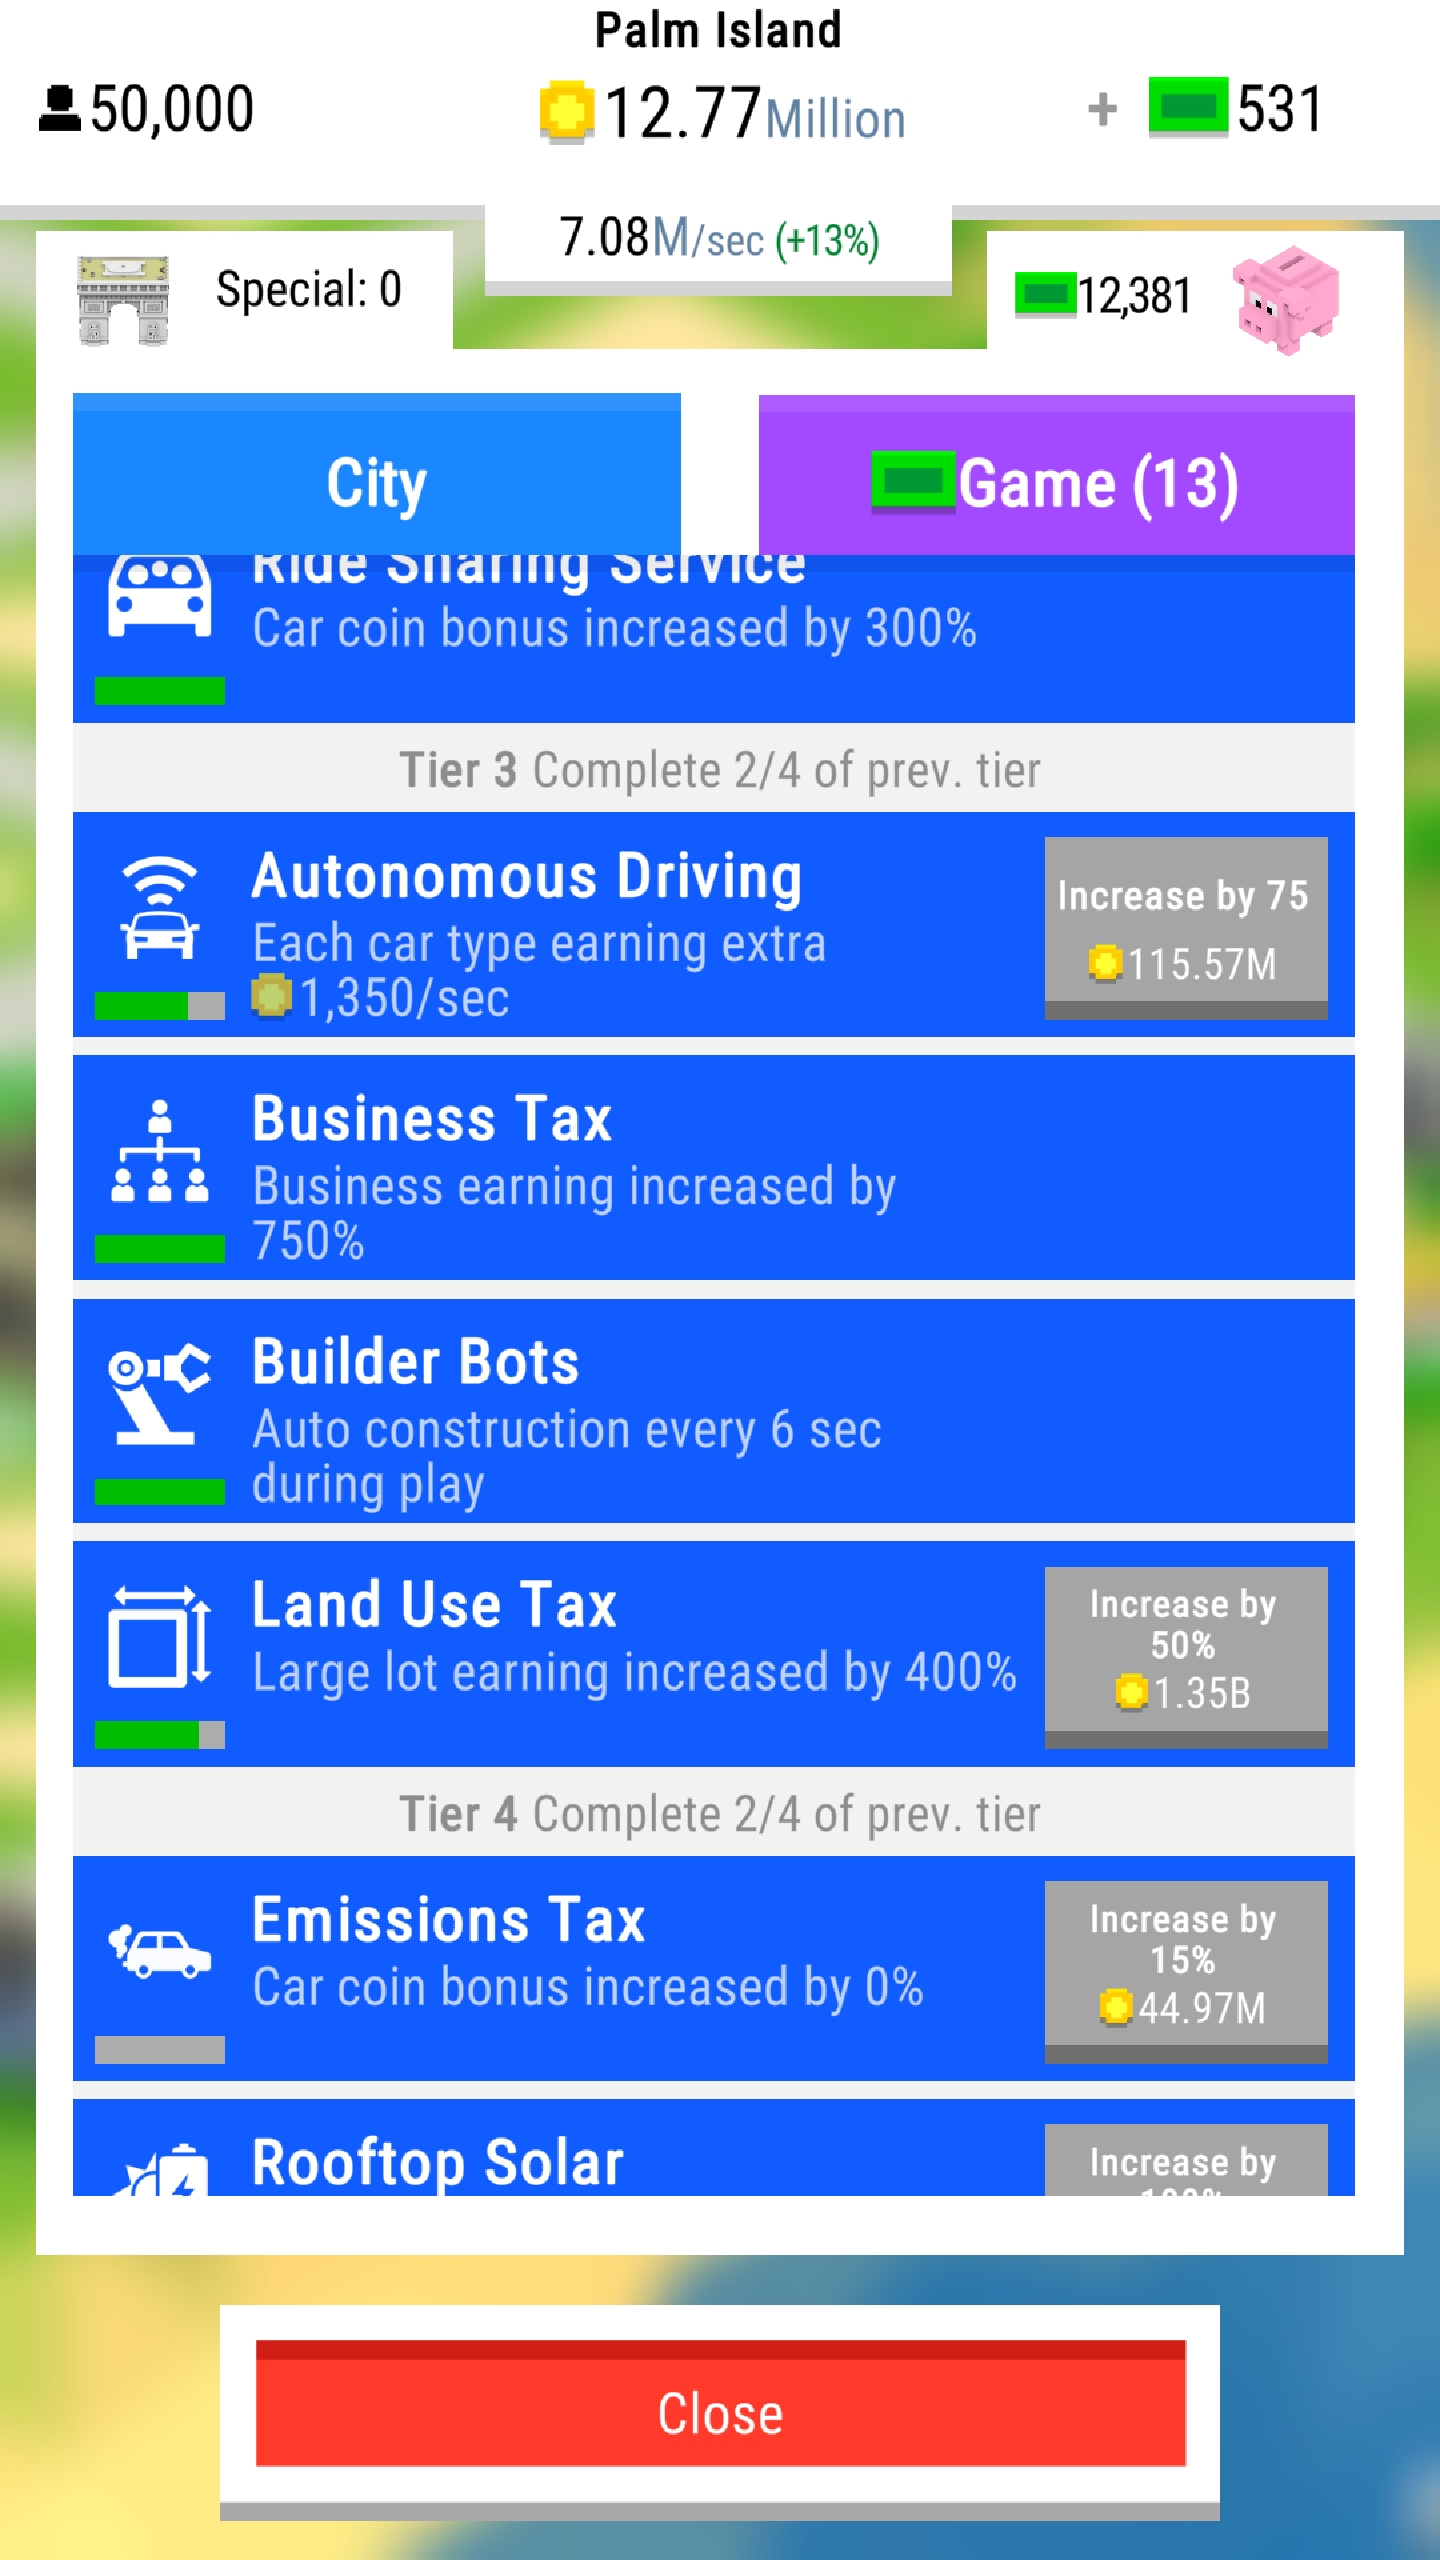 Palm Island
50,000
12.77Million
+ 531
7.08M/sec (+13%)
Special: 0
12,381
City
Game (13)
Ride Sharing Service
Car coin bonus increased by 300%
Tier 3 Complete 2/4 of prev. tier
Autonomous Driving
Each car type earning extra
1,350/sec
Increase by 75
115.57M
Business Tax
Business earning increased by
750%
Builder Bots
Auto construction every 6 sec
during play
Land Use Tax
Large lot earning increased by 400%
Increase by
50%
1.35B
Tier 4 Complete 2/4 of prev. tier
Emissions Tax
Car coin bonus increased by 0%
Increase by
15%
44.97M
Rooftop Solar
Increase by
Close